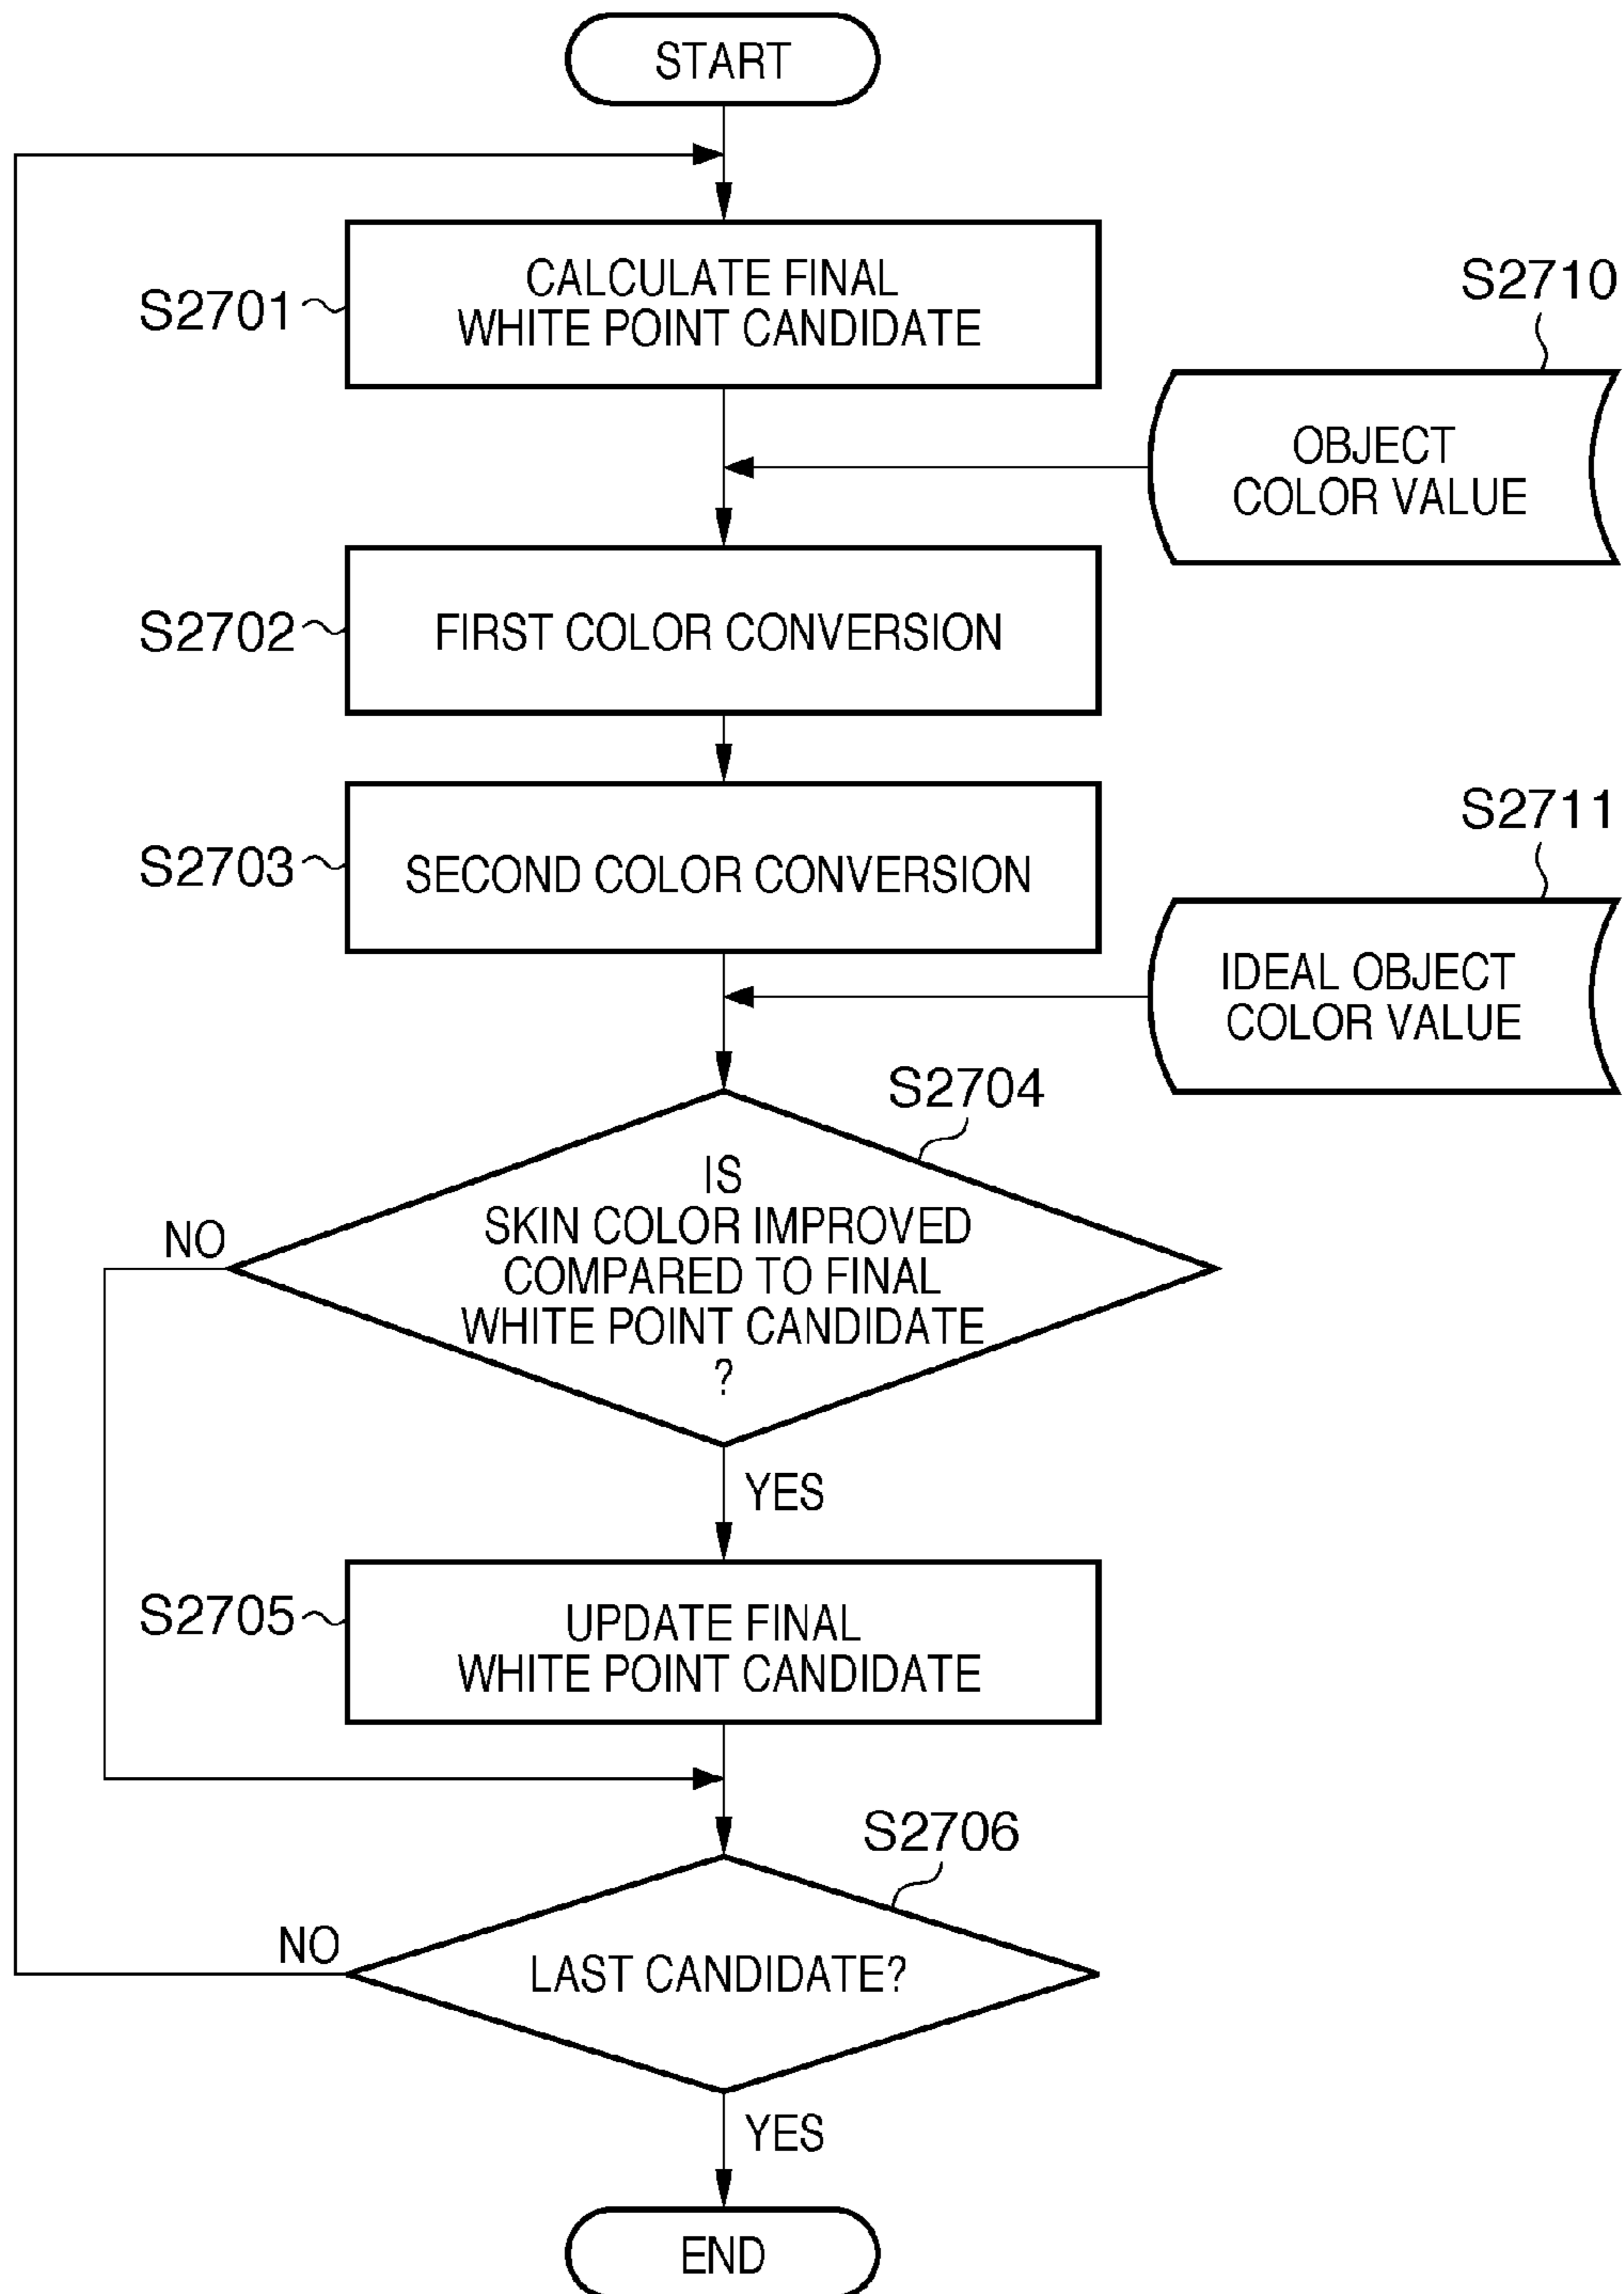 START
S2701
CALCULATE FINAL
WHITE POINT CANDIDATE
S2710
OBJECT
COLOR VALUE
S2702
FIRST COLOR CONVERSION
S2703
SECOND COLOR CONVERSION
S2711
IDEAL OBJECT
COLOR VALUE
S2704
IS
SKIN COLOR IMPROVED
COMPARED TO FINAL
WHITE POINT CANDIDATE
?
NO
YES
S2705
UPDATE FINAL
WHITE POINT CANDIDATE
S2706
LAST CANDIDATE?
NO
YES
END